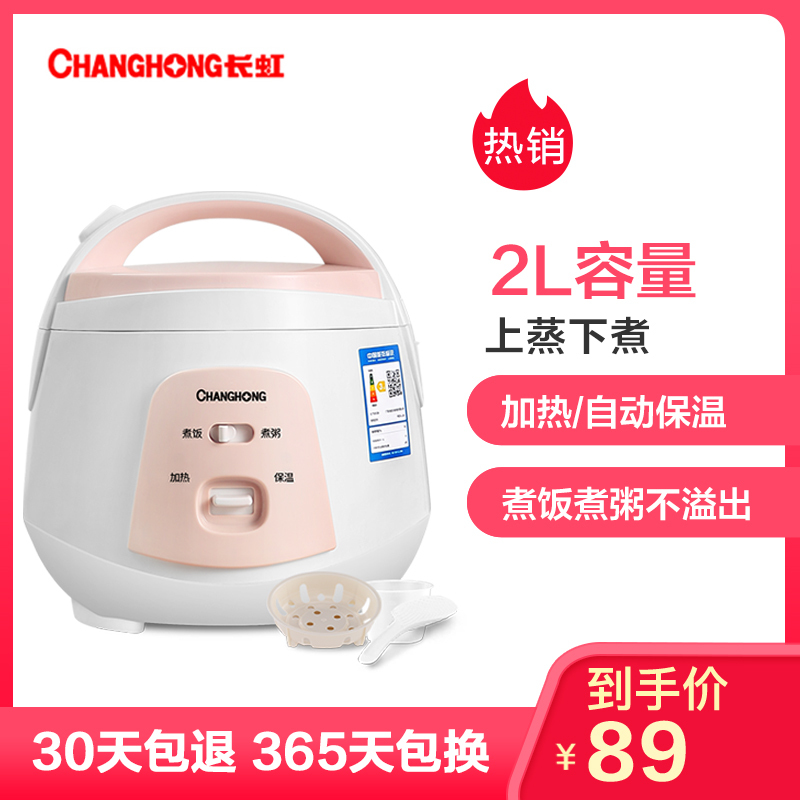 CHANGHONG长虹
热销
2L容量
上蒸下煮
加热/自动保温
煮饭煮粥不溢出
CHANGHONG
煮饭 煮粥
加热 保温
到手价
¥89
30天包退 365天包换